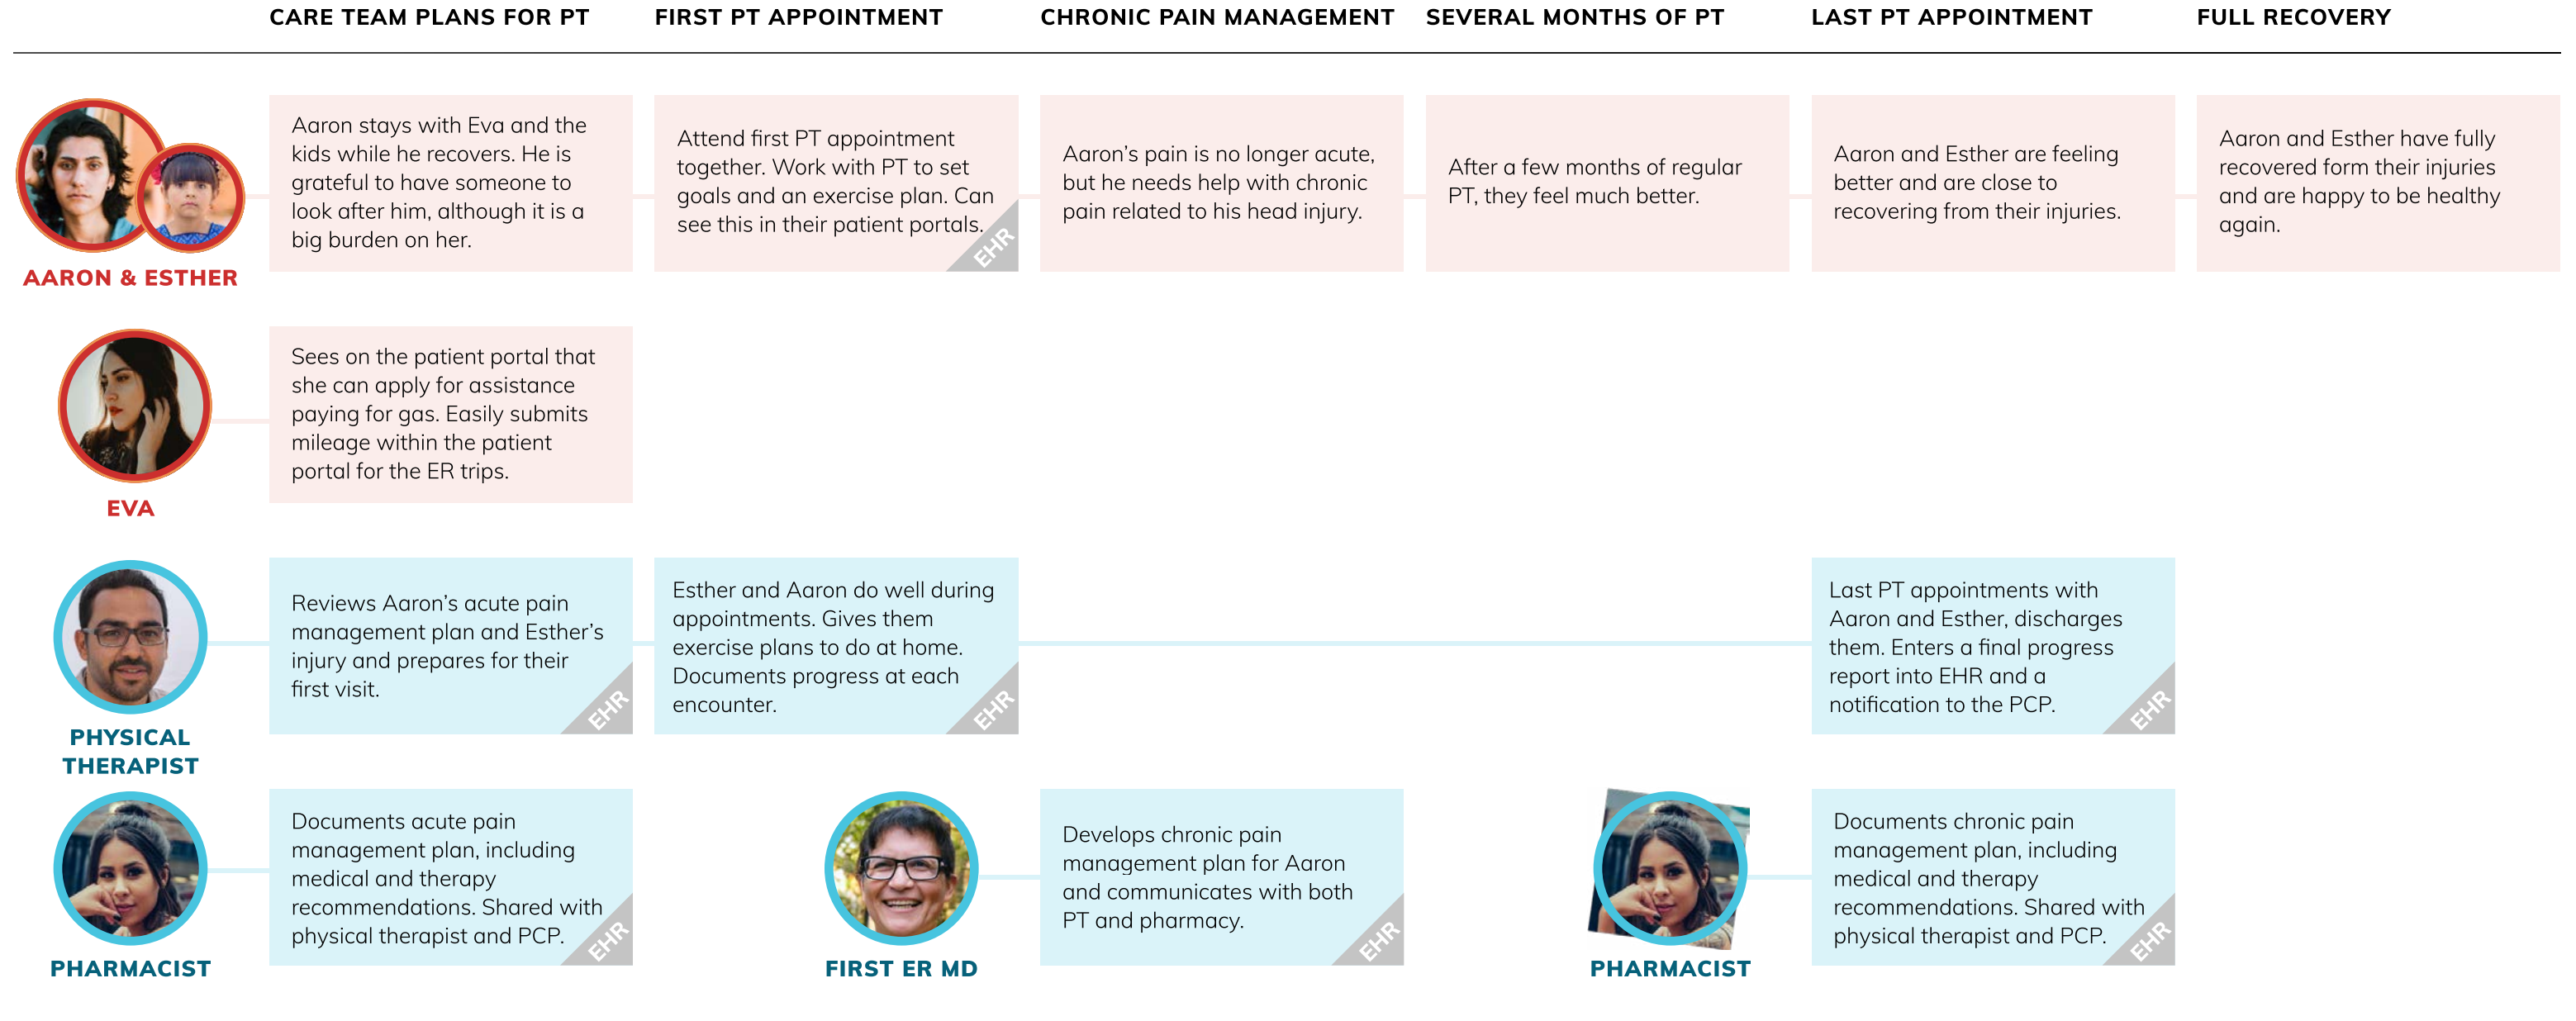 CARE TEAM PLANS FOR PT
FIRST PT APPOINTMENT
CHRONIC PAIN MANAGEMENT
SEVERAL MONTHS OF PT
LAST PT APPOINTMENT
FULL RECOVERY
AARON & ESTHER
Aaron stays with Eva and the
kids while he recovers. He is
grateful to have someone to
look after him, although it is a
big burden on her.
Attend first PT appointment
together. Work with PT to set
goals and an exercise plan. Can
see this in their patient portals.
EHR
Aaron's pain is no longer acute,
but he needs help with chronic
pain related to his head injury.
After a few months of regular
PT, they feel much better.
Aaron and Esther are feeling
better and are close to
recovering from their injuries.
Aaron and Esther have fully
recovered form their injuries
and are happy to be healthy
again.
EVA
Sees on the patient portal that
she can apply for assistance
paying for gas. Easily submits
mileage within the patient
portal for the ER trips.
PHYSICAL
THERAPIST
Reviews Aaron's acute pain
management plan and Esther's
injury and prepares for their
first visit.
EHR
Esther and Aaron do well during
appointments. Gives them
exercise plans to do at home.
Documents progress at each
encounter.
EHR
Last PT appointments with
Aaron and Esther, discharges
them. Enters a final progress
report into EHR and a
notification to the PCP.
EHR
PHARMACIST
Documents acute pain
management plan, including
medical and therapy
recommendations. Shared with
physical therapist and PCP.
EHR
FIRST ER MD
Develops chronic pain
management plan for Aaron
and communicates with both
PT and pharmacy.
EHR
PHARMACIST
Documents chronic pain
management plan, including
medical and therapy
recommendations. Shared with
physical therapist and PCP.
EHR